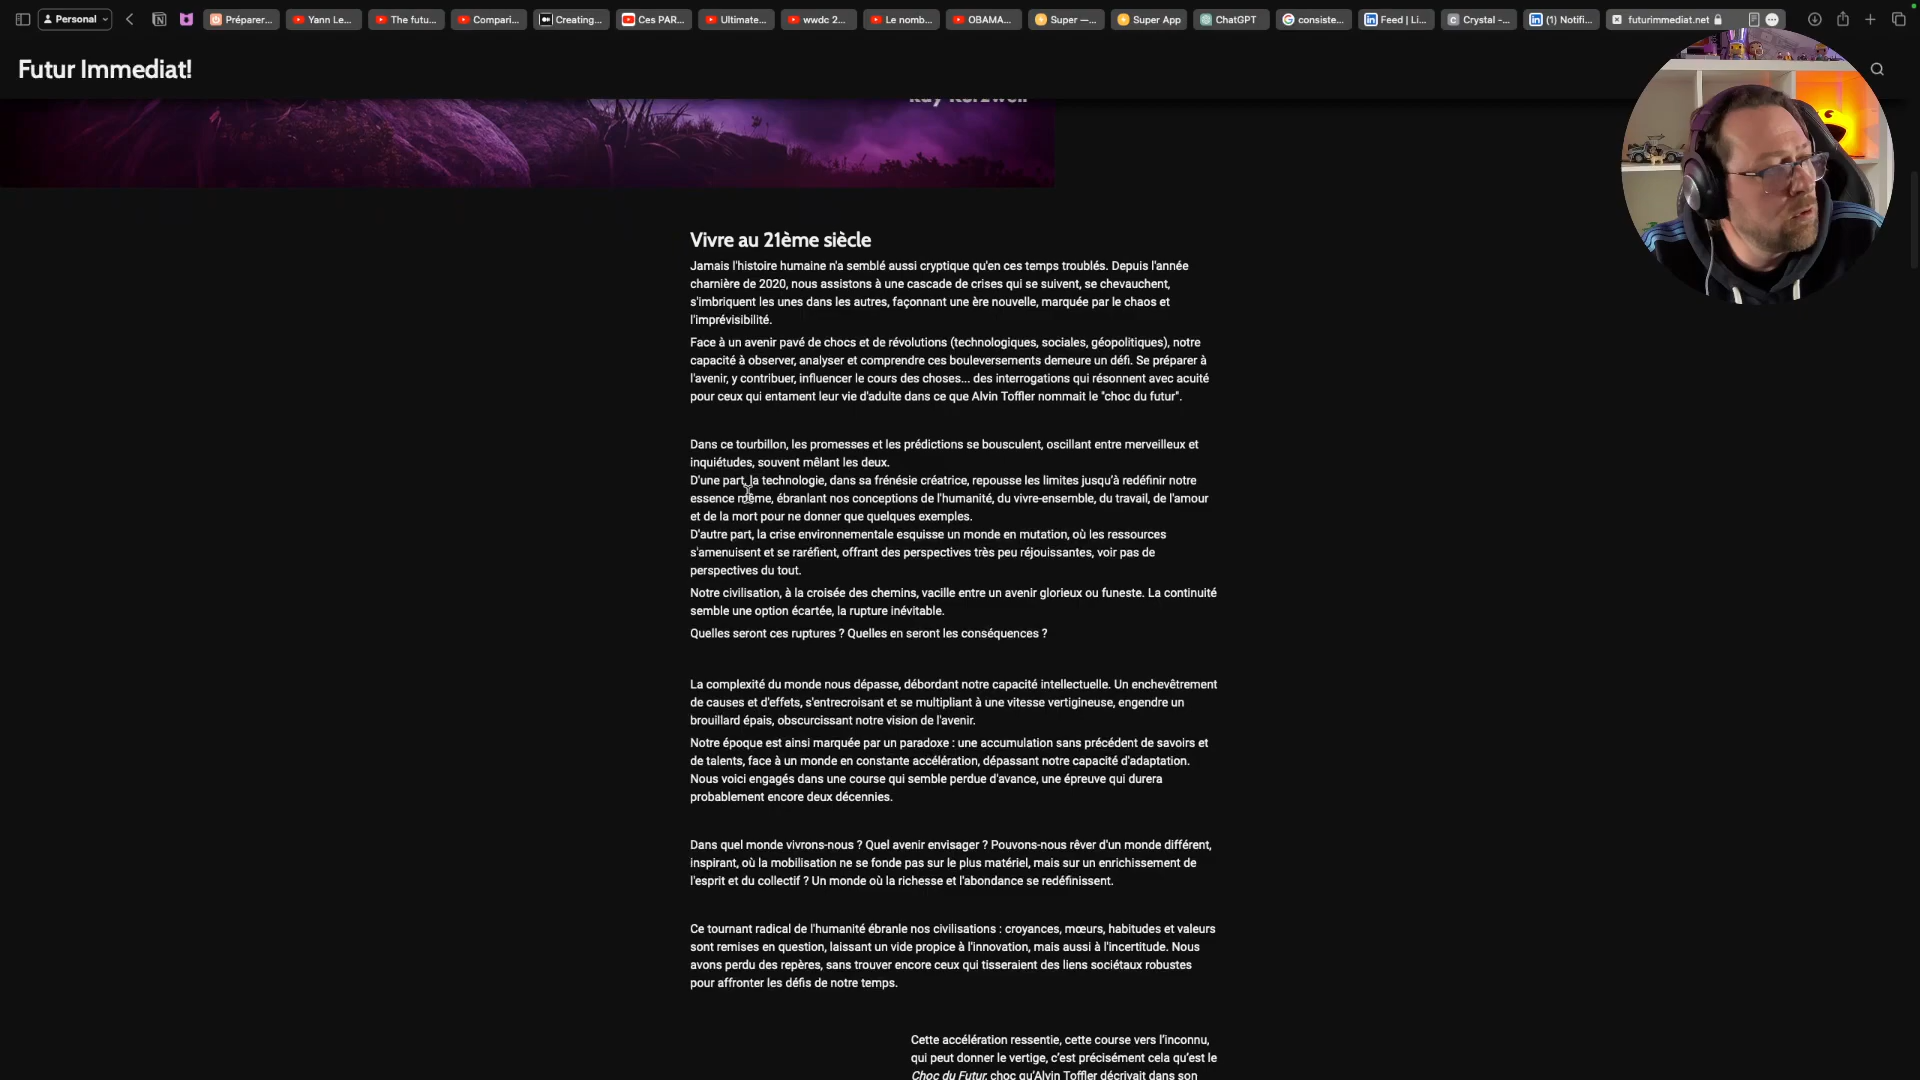 Personal
Préparer...
Yann Le...
The futu...
Compari...
Creating...
Ces PAR...
Ultimate...
wwdc 2...
Le nomb...
OBAMA...
Super —...
Super App
ChatGPT
consiste...
Feed | Li...
Crystal -...
(1) Notifi...
futurimmediat.net
Futur Immediat!
Vivre au 21ème siècle
Jamais l'histoire humaine n'a semblé aussi cryptique qu'en ces temps troublés. Depuis l'année
charnière de 2020, nous assistons à une cascade de crises qui se suivent, se chevauchent,
s'imbriquent les unes dans les autres, façonnant une ère nouvelle, marquée par le chaos et
l'imprévisibilité.
Face à un avenir pavé de chocs et de révolutions (technologiques, sociales, géopolitiques), notre
capacité à observer, analyser et comprendre ces bouleversements demeure un défi. Se préparer à
l'avenir, y contribuer, influencer le cours des choses... des interrogations qui résonnent avec acuité
pour ceux qui entament leur vie d'adulte dans ce que Alvin Toffler nommait le "choc du futur".
Dans ce tourbillon, les promesses et les prédictions se bousculent, oscillant entre merveilleux et
inquiétudes, souvent mêlant les deux.
D'une part, la technologie, dans sa frénésie créatrice, repousse les limites jusqu'à redéfinir notre
essence même, ébranlant nos conceptions de l'humanité, du vivre-ensemble, du travail, de l'amour
et de la mort pour ne donner que quelques exemples.
D'autre part, la crise environnementale esquisse un monde en mutation, où les ressources
s'amenuisent et se raréfient, offrant des perspectives très peu réjouissantes, voir pas de
perspectives du tout.
Notre civilisation, à la croisée des chemins, vacille entre un avenir glorieux ou funeste. La continuité
semble une option écartée, la rupture inévitable.
Quelles seront ces ruptures ? Quelles en seront les conséquences ?
La complexité du monde nous dépasse, débordant notre capacité intellectuelle. Un enchevêtrement
de causes et d'effets, s'entrecroisant et se multipliant à une vitesse vertigineuse, engendre un
brouillard épais, obscurcissant notre vision de l'avenir.
Notre époque est ainsi marquée par un paradoxe : une accumulation sans précédent de savoirs et
de talents, face à un monde en constante accélération, dépassant notre capacité d'adaptation.
Nous voici engagés dans une course qui semble perdue d'avance, une épreuve qui durera
probablement encore deux décennies.
Dans quel monde vivrons-nous ? Quel avenir envisager ? Pouvons-nous rêver d'un monde différent,
inspirant, où la mobilisation ne se fonde pas sur le plus matériel, mais sur un enrichissement de
l'esprit et du collectif ? Un monde où la richesse et l'abondance se redéfinissent.
Ce tournant radical de l'humanité ébranle nos civilisations : croyances, mœurs, habitudes et valeurs
sont remises en question, laissant un vide propice à l'innovation, mais aussi à l'incertitude. Nous
avons perdu des repères, sans trouver encore ceux qui tisseraient des liens sociétaux robustes
pour affronter les défis de notre temps.
Cette accélération ressentie, cette course vers l'inconnu,
qui peut donner le vertige, c'est précisément cela qu'est le
Choc du Futur, choc qu'Alvin Toffler décrivait dans son